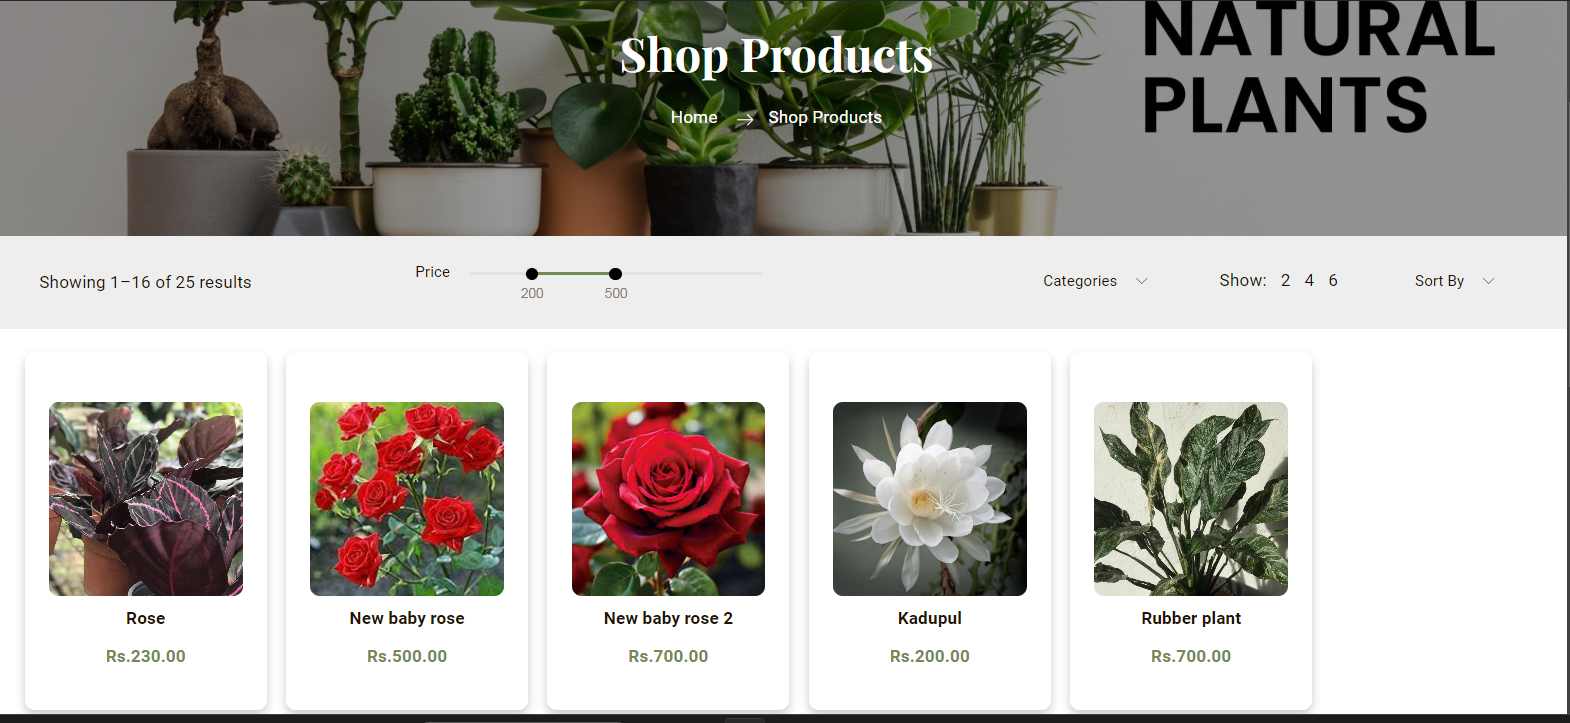 NATURAL
PLANTS
Shop Products
Home → Shop Products
Showing 1–16 of 25 results
Price
200 500
Categories
Show: 2 4 6
Sort By
Rose
Rs.230.00
New baby rose
Rs.500.00
New baby rose 2
Rs.700.00
Kadupul
Rs.200.00
Rubber plant
Rs.700.00